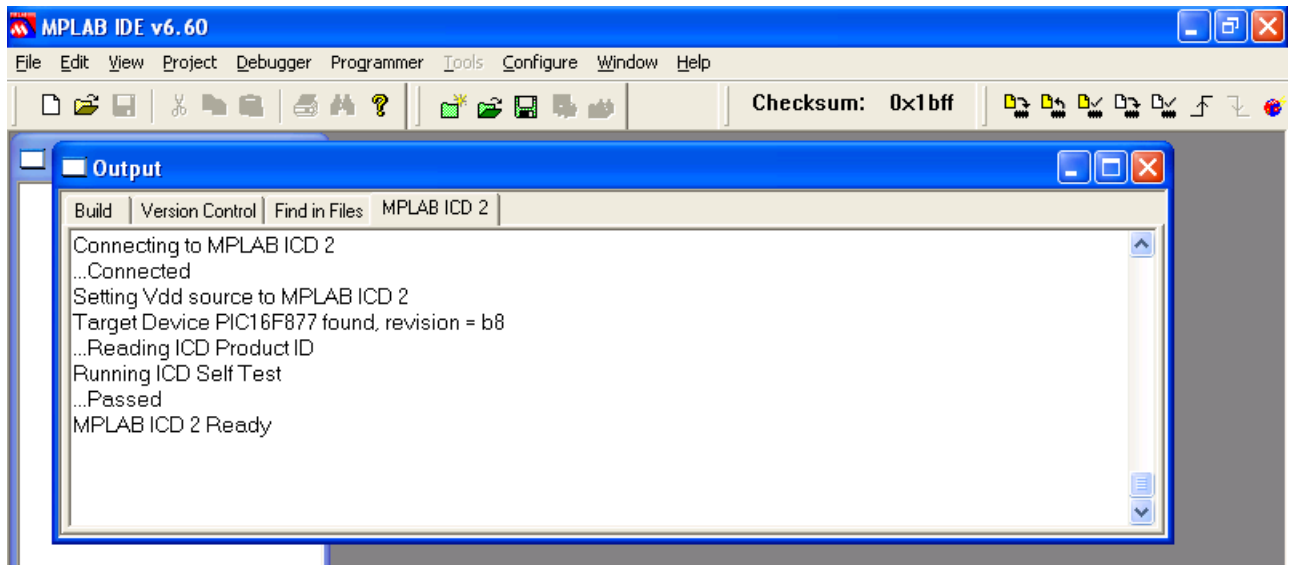 MPLAB IDE v6.60
File Edit View Project Debugger Programmer Tools Configure Window Help
Checksum: 0x1bff
Output
Build Version Control Find in Files MPLAB ICD 2
Connecting to MPLAB ICD 2
...Connected
Setting Vdd source to MPLAB ICD 2
Target Device PIC16F877 found, revision = b8
...Reading ICD Product ID
Running ICD Self Test
...Passed
MPLAB ICD 2 Ready